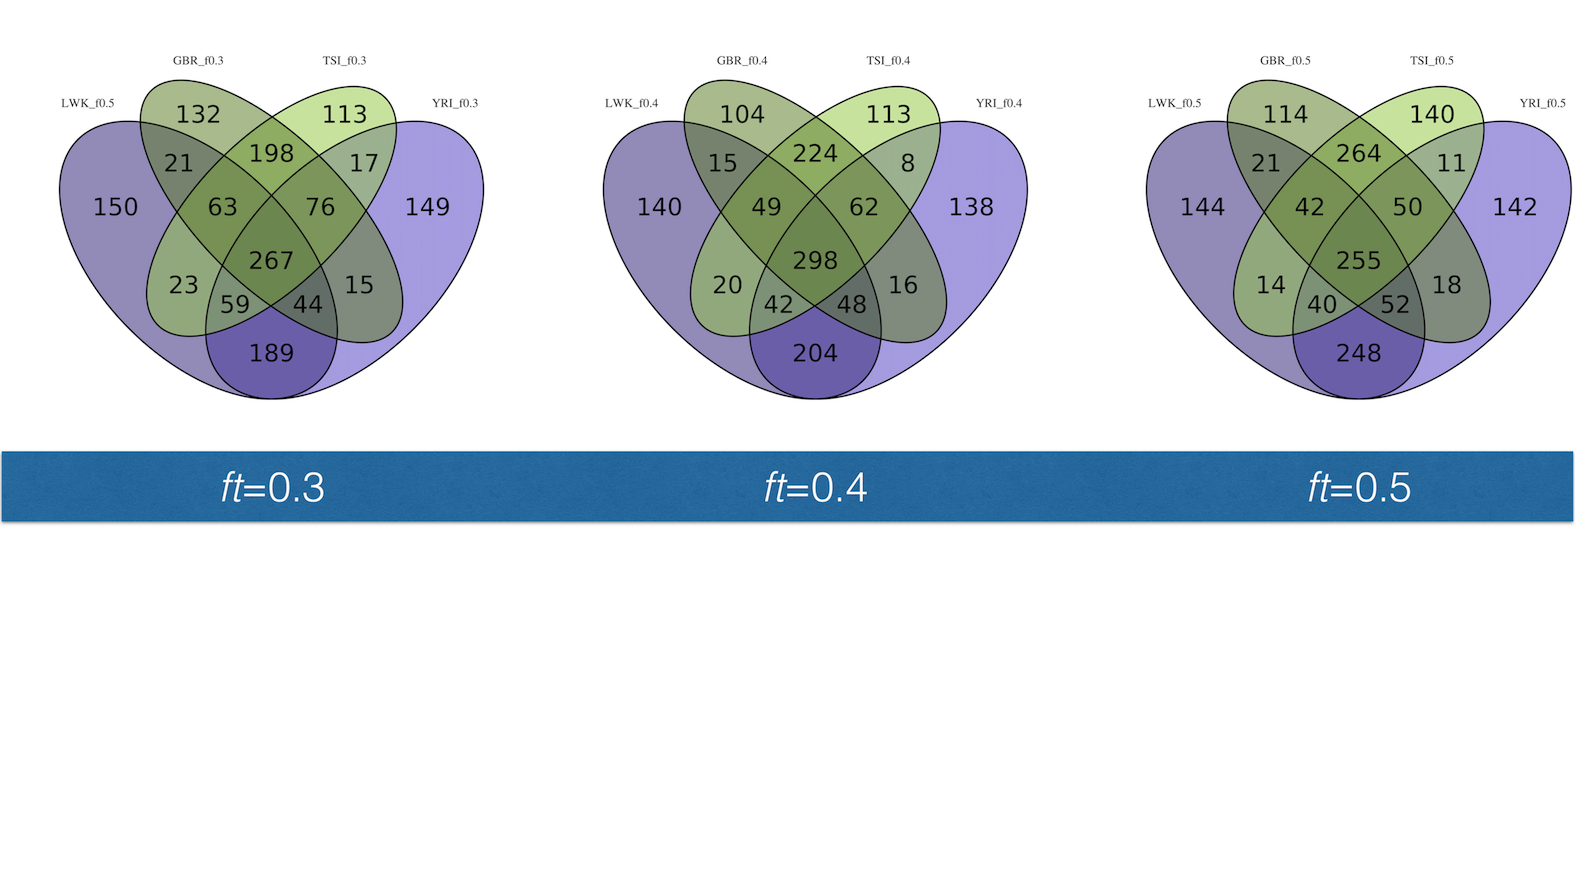 GBR_f0.3 TSI_f0.3 GBR_f0.4 TSI_f0.4 GBR_f0.5 TSI_f0.5
LWK_f0.5 YRI_f0.3 LWK_f0.4 YRI_f0.4 LWK_f0.5 YRI_f0.5
132 113 104 113 114 140
198 224 264
21 17 15 8 21 11
150 63 76 149 140 49 62 138 144 42 50 142
267 298 255
23 15 20 16 14 18
59 44 42 48 40 52
189 204 248
ft=0.3 ft=0.4 ft=0.5